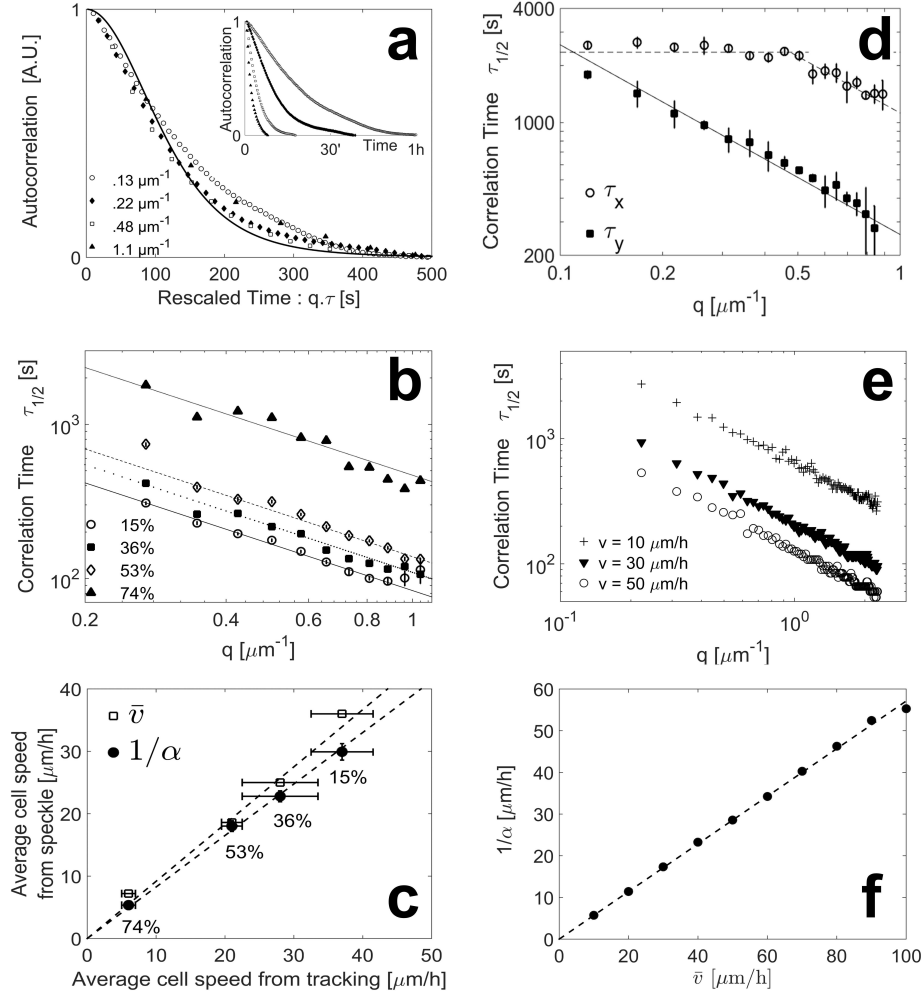 a
Autocorrelation [A.U.]
1
0
0 100 200 300 400 500
Rescaled Time : q.τ [s]
.13 μm⁻¹
.22 μm⁻¹
.48 μm⁻¹
1.1 μm⁻¹
Autocorrelation
1
0
0 30' 1h
Time
d
Correlation Time τ1/2 [s]
4000
1000
200
0.1 0.2 0.5 1
q [μm⁻¹]
τx
τy
b
Correlation Time τ1/2 [s]
10³
10²
0.2 0.4 0.6 0.8 1
q [μm⁻¹]
15%
36%
53%
74%
e
Correlation Time τ1/2 [s]
10³
10²
10⁻¹ 10⁰
q [μm⁻¹]
v = 10 μm/h
v = 30 μm/h
v = 50 μm/h
c
Average cell speed
from speckle [μm/h]
40
30
20
10
0
0 10 20 30 40 50
Average cell speed from tracking [μm/h]
v̄
1/α
15%
36%
53%
74%
f
1/α [μm/h]
60
50
40
30
20
10
0
0 20 40 60 80 100
v̄ [μm/h]